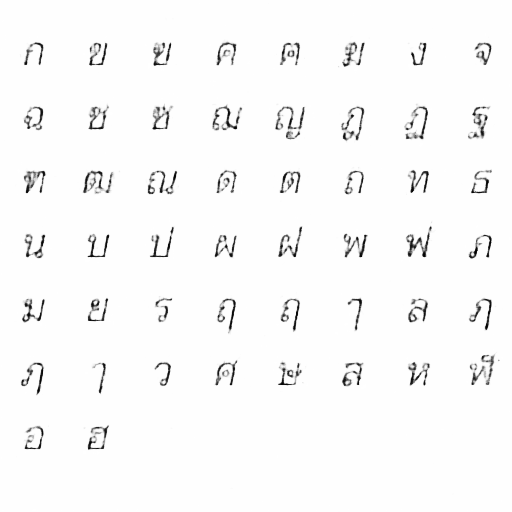 ก ข ฃ ค ฅ ฆ ง จ
ฉ ช ซ ฌ ญ ฎ ฏ ฐ
ฑ ฒ ณ ด ต ถ ท ธ
น บ ป ผ ฝ พ ฟ ภ
ม ย ร ฤ ฤ ๅ ล ฦ
ฦ ๅ ว ศ ษ ส ห ฬ
อ ฮ